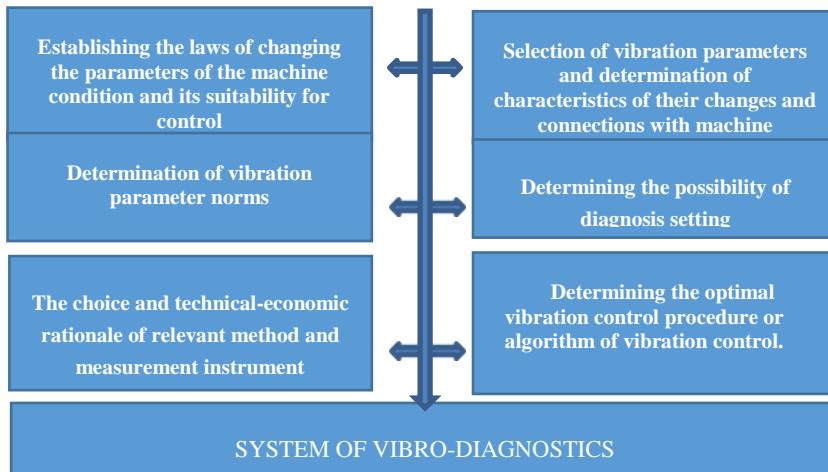 Establishing the laws of changing
the parameters of the machine
condition and its suitability for
control
Selection of vibration parameters
and determination of
characteristics of their changes and
connections with machine
Determination of vibration
parameter norms
Determining the possibility of
diagnosis setting
The choice and technical-economic
rationale of relevant method and
measurement instrument
Determining the optimal
vibration control procedure or
algorithm of vibration control.
SYSTEM OF VIBRO-DIAGNOSTICS